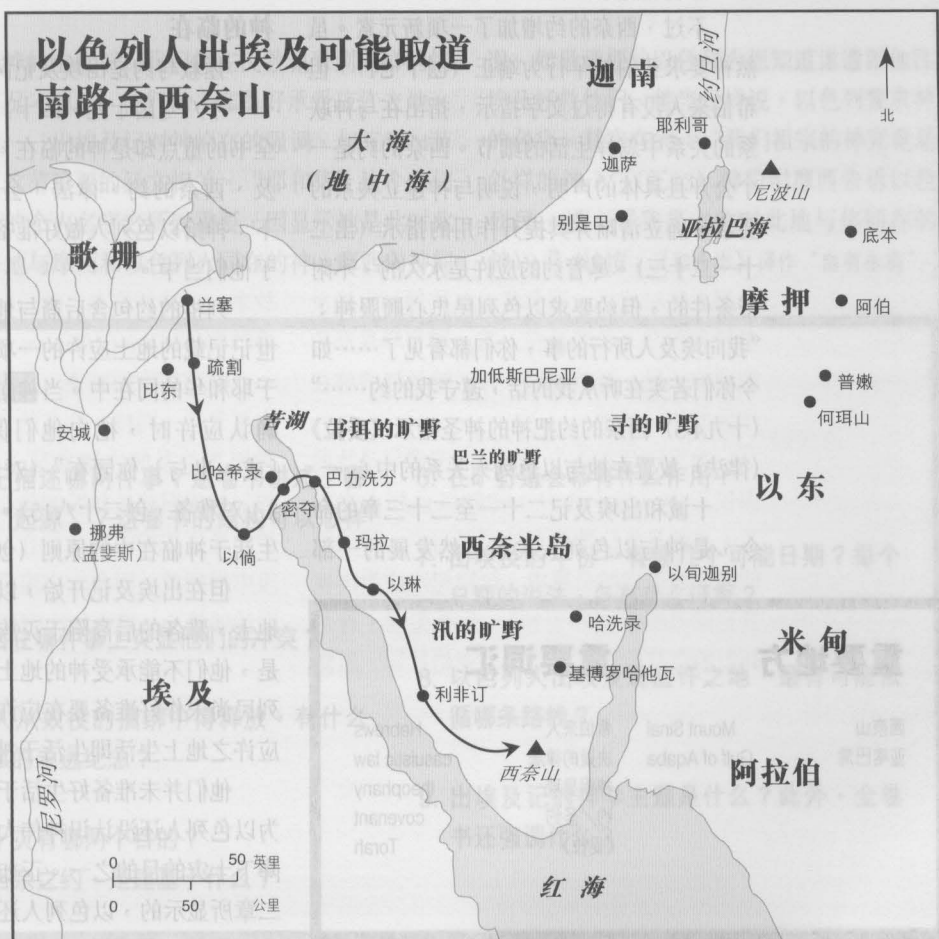 以色列人出埃及可能取道
南路至西奈山
迦南
约旦河
北
大海
地中海
耶利哥
迦萨
尼波山
别是巴
亚拉巴海
底本
歌珊
摩押
阿伯
兰塞
疏割
比东
加低斯巴尼亚
普嫩
何珥山
安城
苦湖
书珥的旷野
寻的旷野
巴兰的旷野
以东
比哈希录
巴力洗分
密夺
挪弗
(孟斐斯)
以倘
玛拉
西奈半岛
以琳
以旬迦别
汛的旷野
哈洗录
米甸
基博罗哈他瓦
埃及
利非订
西奈山
阿拉伯
尼罗河
0 50 英里
0 50 公里
红海